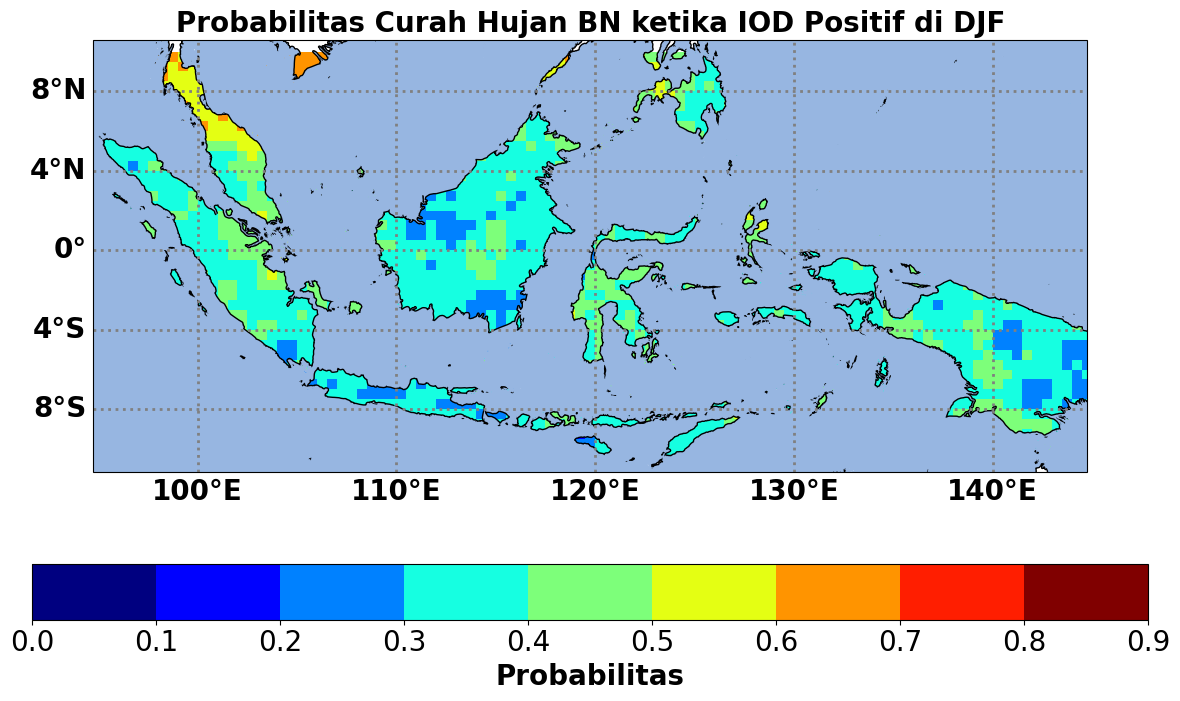 Probabilitas Curah Hujan BN ketika IOD Positif di DJF
8°N
4°N
0°
4°S
8°S
100°E 110°E 120°E 130°E 140°E
0.0 0.1 0.2 0.3 0.4 0.5 0.6 0.7 0.8 0.9
Probabilitas